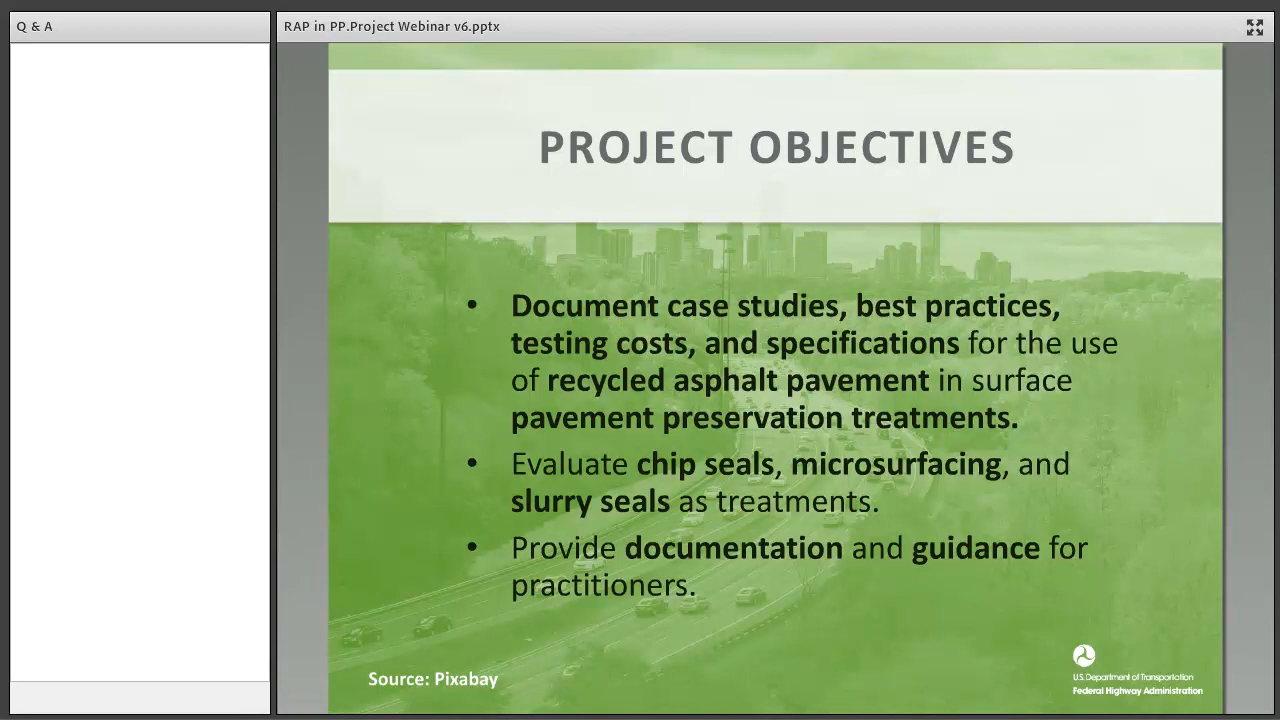 Q & A
RAP in PP.Project Webinar v6.pptx
PROJECT OBJECTIVES
• Document case studies, best practices,
testing costs, and specifications for the use
of recycled asphalt pavement in surface
pavement preservation treatments.
• Evaluate chip seals, microsurfacing, and
slurry seals as treatments.
• Provide documentation and guidance for
practitioners.
Source: Pixabay
U.S. Department of Transportation
Federal Highway Administration